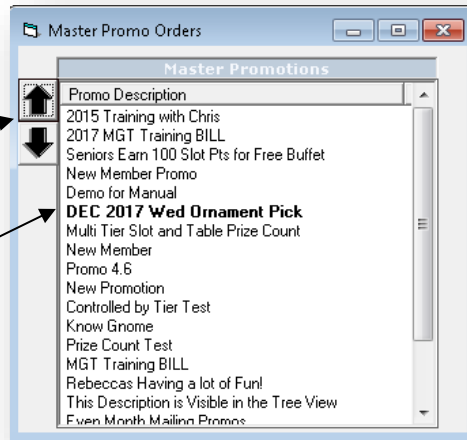 Master Promo Orders
Master Promotions
Promo Description
2015 Training with Chris
2017 MGT Training BILL
Seniors Earn 100 Slot Pts for Free Buffet
New Member Promo
Demo for Manual
DEC 2017 Wed Ornament Pick
Multi Tier Slot and Table Prize Count
New Member
Promo 4.6
New Promotion
Controlled by Tier Test
Know Gnome
Prize Count Test
MGT Training BILL
Rebeccas Having a lot of Fun!
This Description is Visible in the Tree View
Even Month Mailing Promos